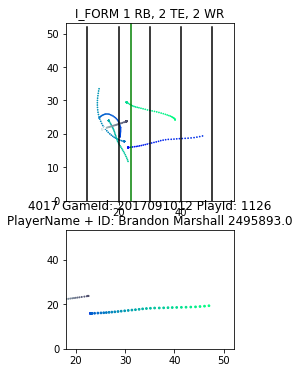 I_FORM 1 RB, 2 TE, 2 WR
50
40
30
20
10
0
20 40
4017 GameId: 2017091012 PlayId: 1126
PlayerName + ID: Brandon Marshall 2495893.0
40
20
0
20 30 40 50